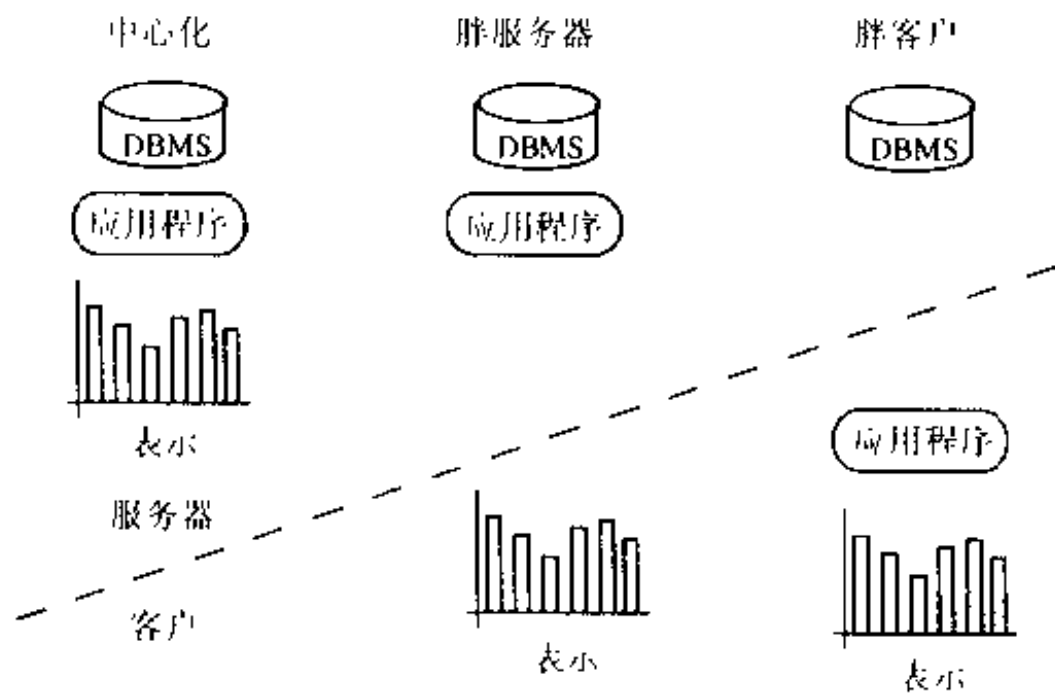 中心化 胖服务器 胖客户
DBMS DBMS DBMS
应用程序 应用程序
表示
应用程序
服务器
客户
表示
表示